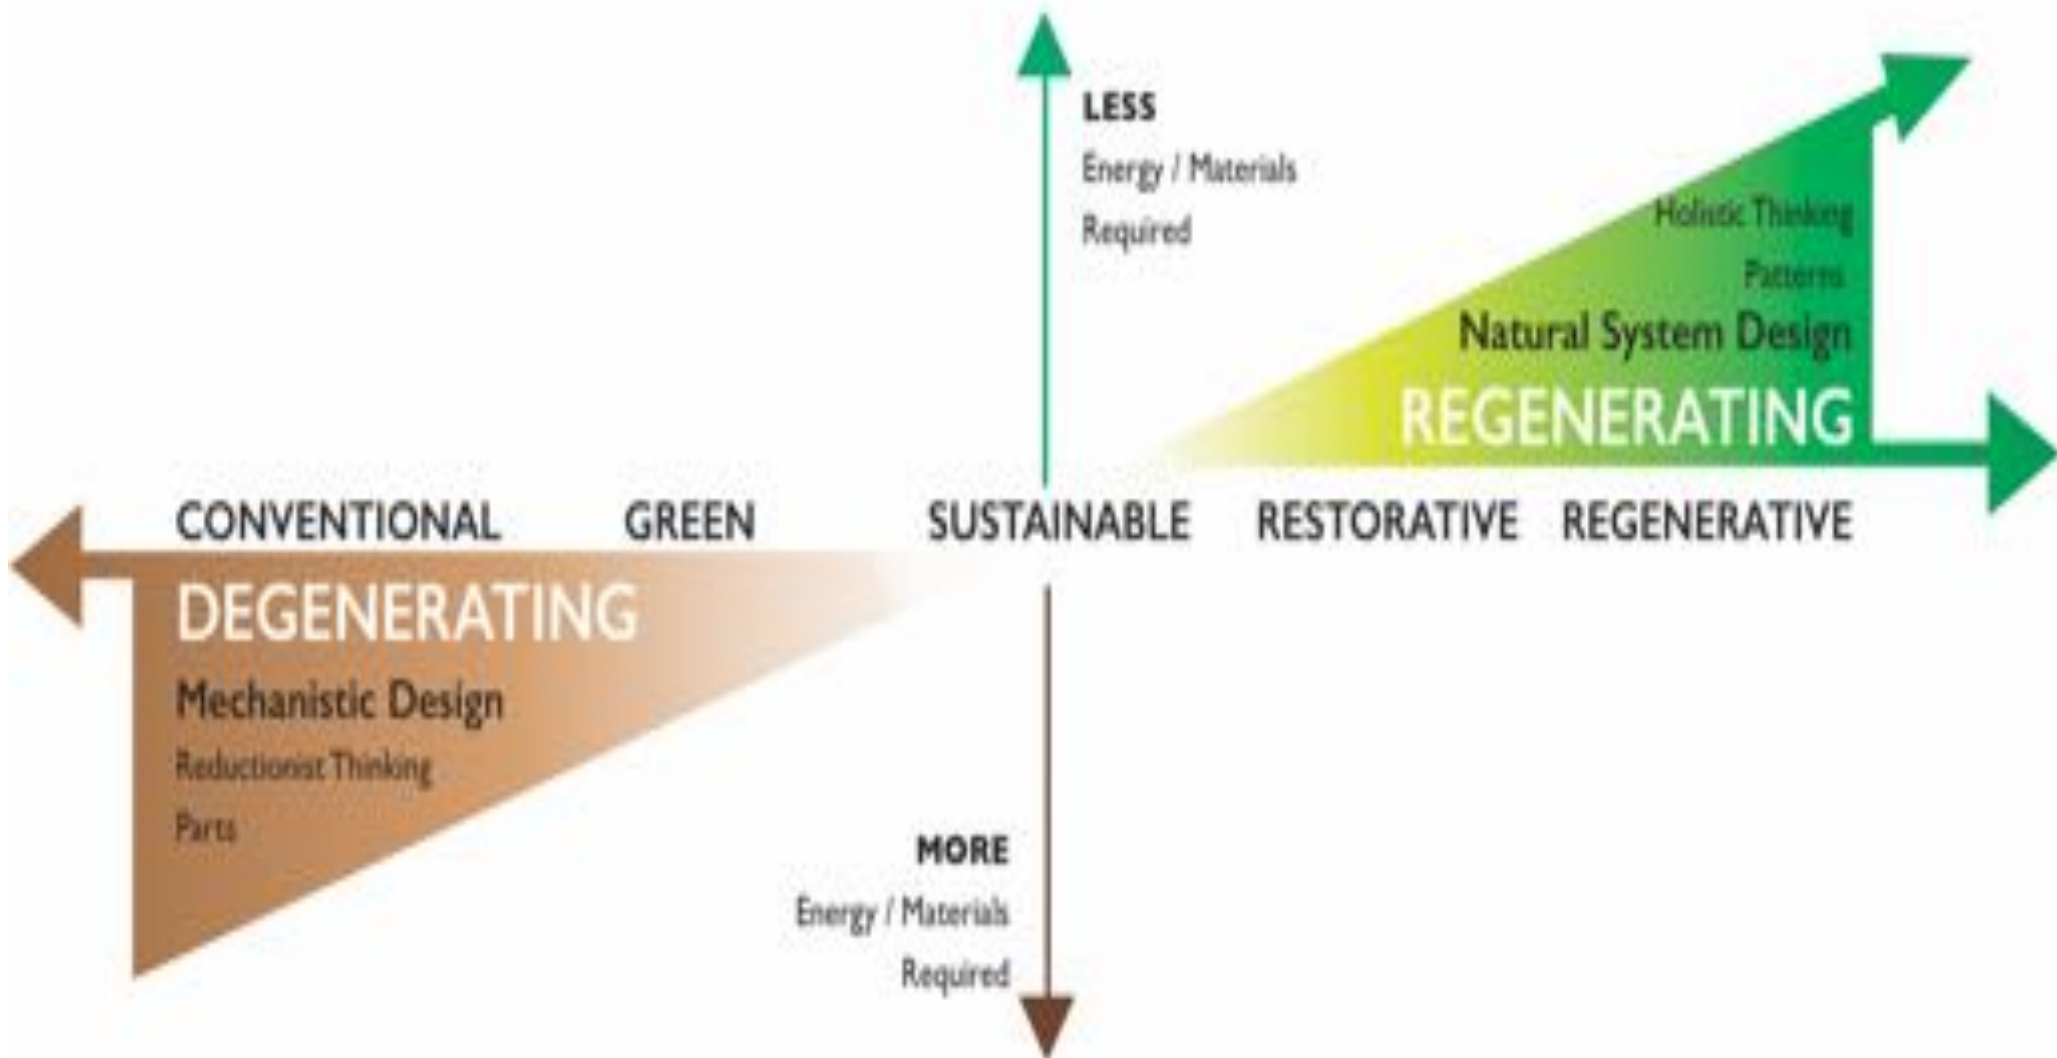 LESS
Energy / Materials
Required
Holistic Thinking
Patterns
Natural System Design
REGENERATING
CONVENTIONAL GREEN SUSTAINABLE RESTORATIVE REGENERATIVE
DEGENERATING
Mechanistic Design
Reductionist Thinking
Parts
MORE
Energy / Materials
Required